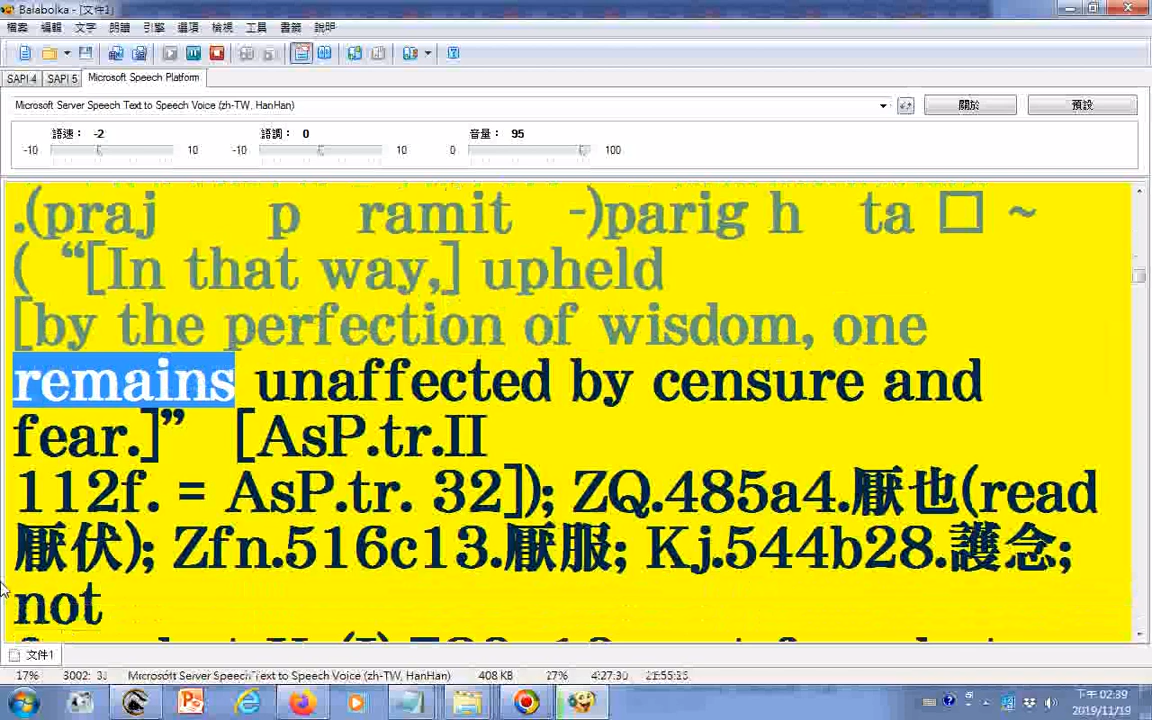 Balabolka - [文件1]
檔案 編輯 文字 朗讀 引擎 選項 檢視 工具 書籤 說明
SAPI 4 SAPI 5 Microsoft Speech Platform
Microsoft Server Speech Text to Speech Voice (zh-TW, HanHan) 關於 預設
語速： -2 語調： 0 音量： 95
-10 10 -10 10 0 100
.(praj p ramit -)parig h ta □ ~
( “[In that way,] upheld
[by the perfection of wisdom, one
remains unaffected by censure and
fear.]” [AsP.tr.II
112f. = AsP.tr. 32]); ZQ.485a4.厭也(read
厭伏); Zfn.516c13.厭服; Kj.544b28.護念;
not
文件1
17% Microsoft Server Speech Text to Speech Voice (zh-TW, HanHan) 408 KB 27% 4:27:30
下午 02:39
2019/11/19